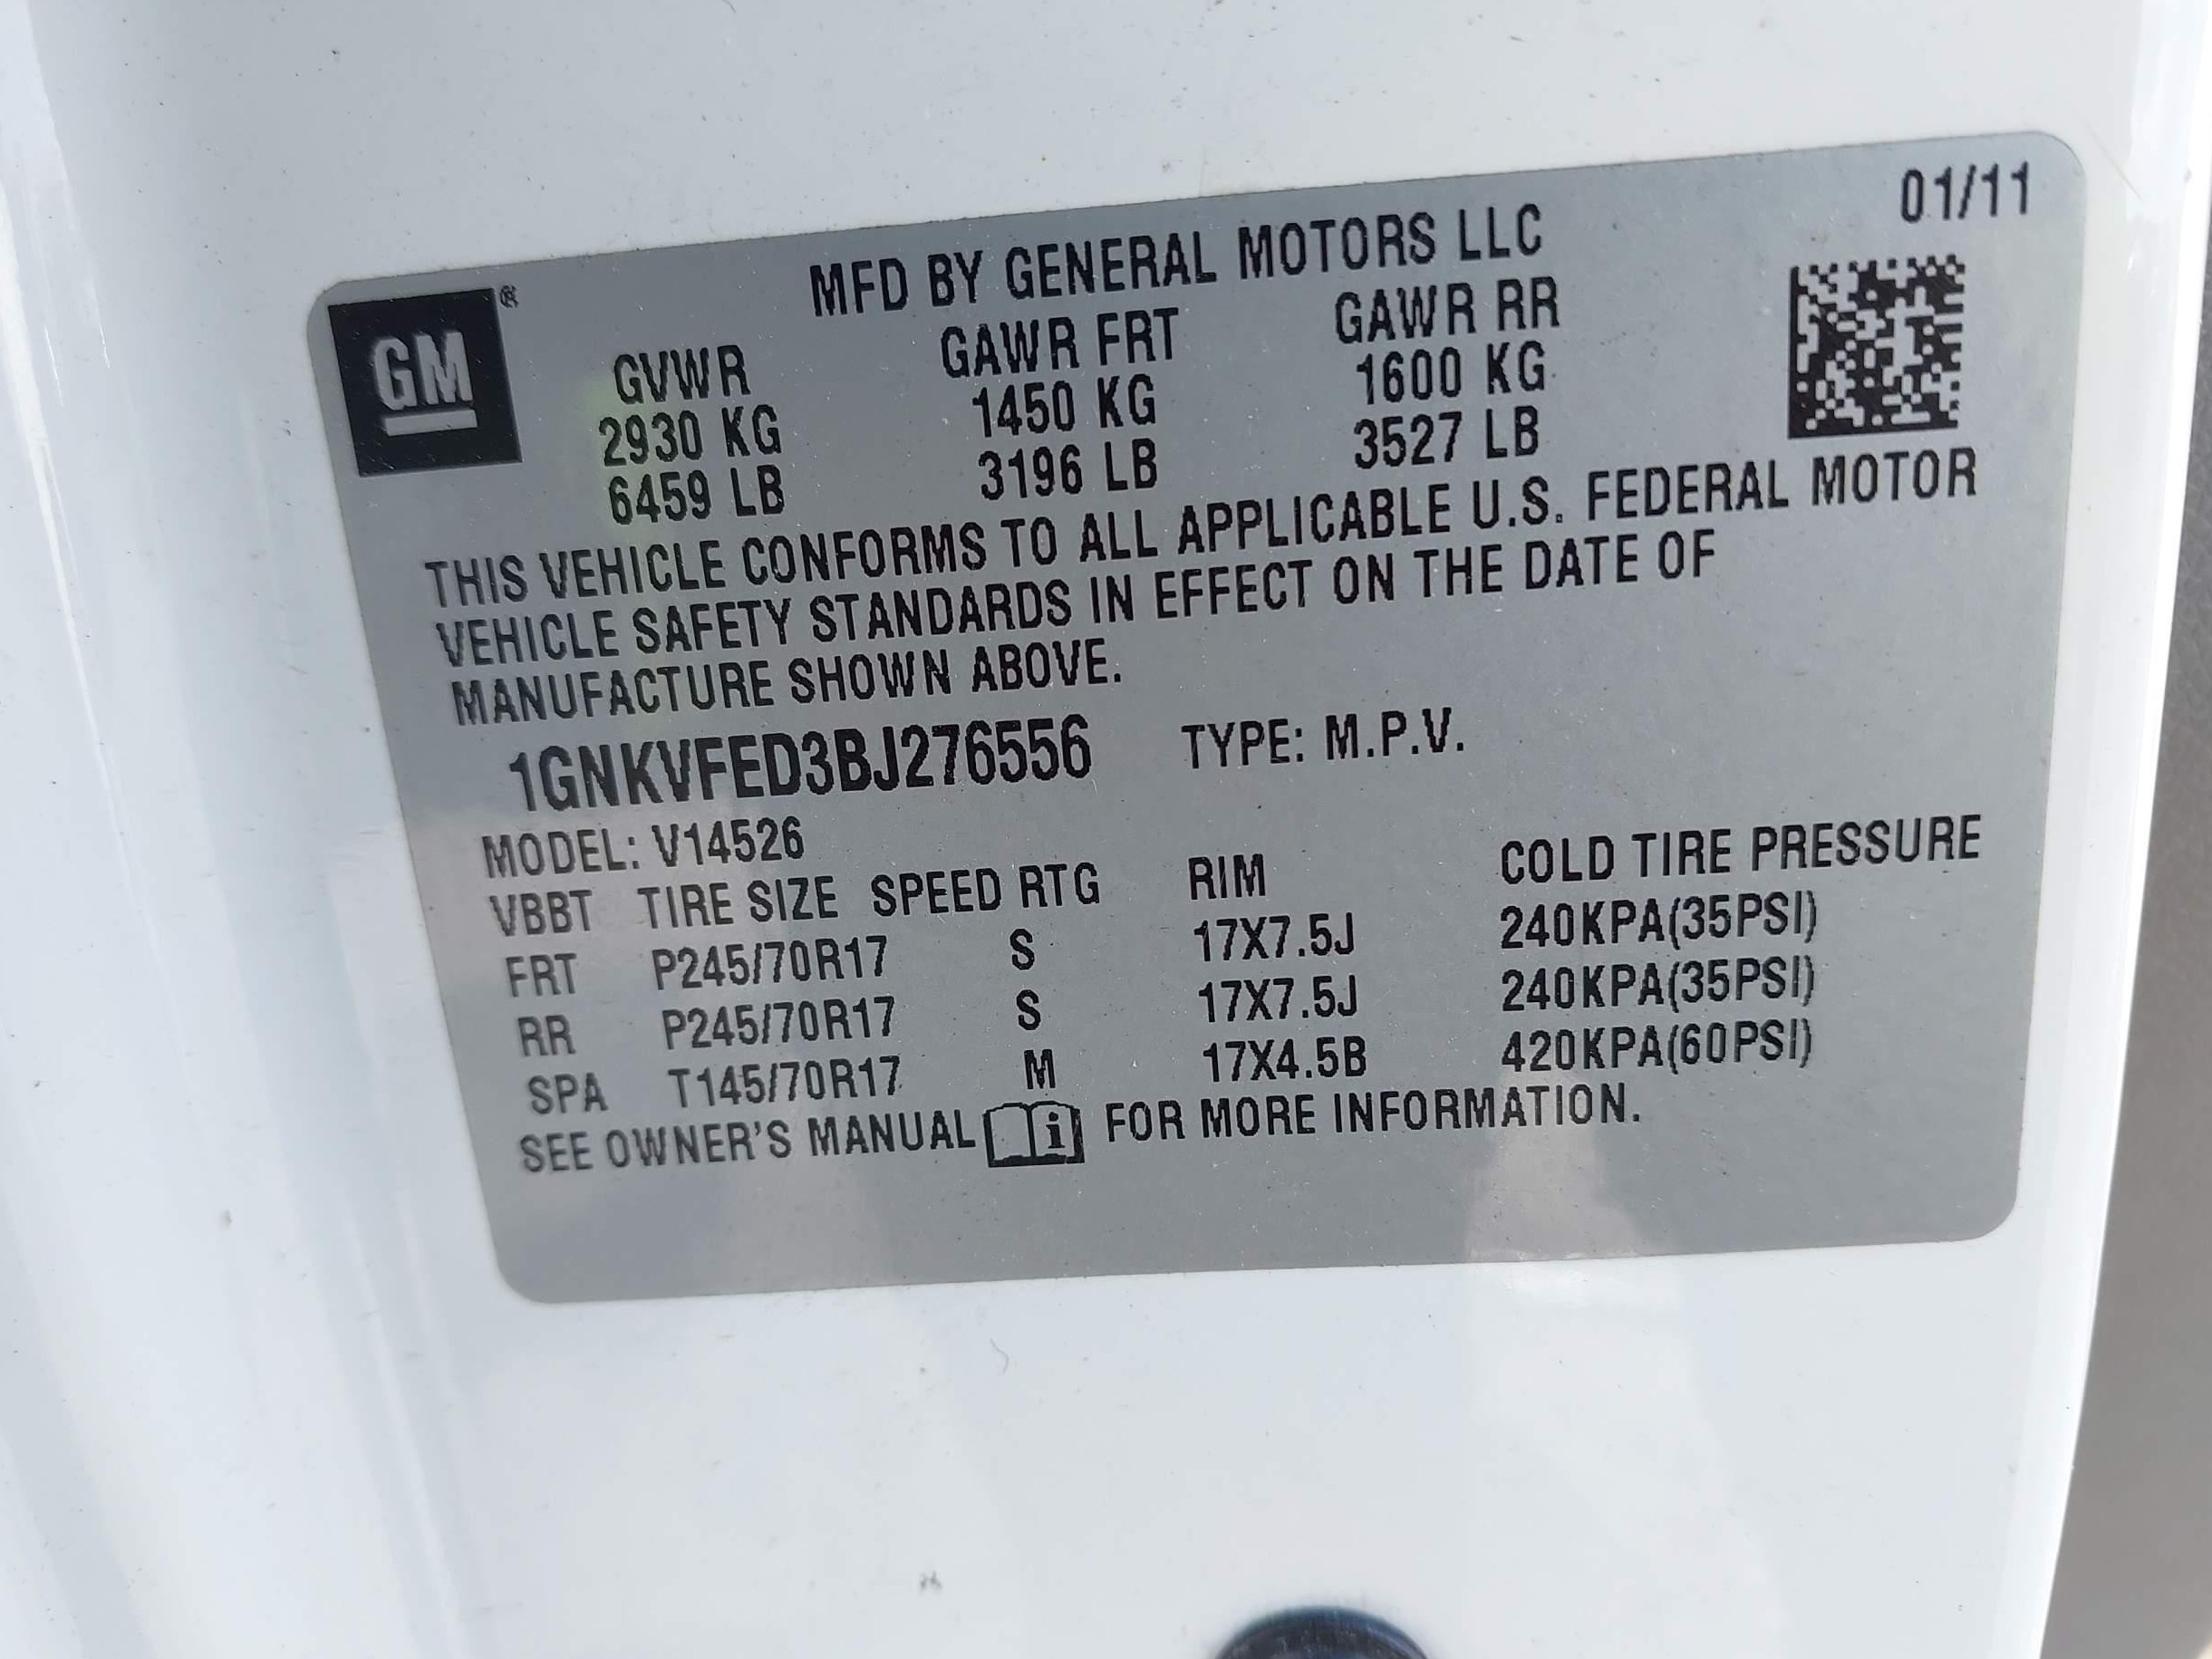 01/11
MFD BY GENERAL MOTORS LLC
GM®
GVWR GAWR FRT GAWR RR
2930 KG 1450 KG 1600 KG
6459 LB 3196 LB 3527 LB
THIS VEHICLE CONFORMS TO ALL APPLICABLE U.S. FEDERAL MOTOR
VEHICLE SAFETY STANDARDS IN EFFECT ON THE DATE OF
MANUFACTURE SHOWN ABOVE.
1GNKVFED3BJ276556 TYPE: M.P.V.
MODEL: V14526
VBBT TIRE SIZE SPEED RTG RIM COLD TIRE PRESSURE
FRT P245/70R17 S 17X7.5J 240KPA(35PSI)
RR P245/70R17 S 17X7.5J 240KPA(35PSI)
SPA T145/70R17 M 17X4.5B 420KPA(60PSI)
SEE OWNER'S MANUAL i FOR MORE INFORMATION.